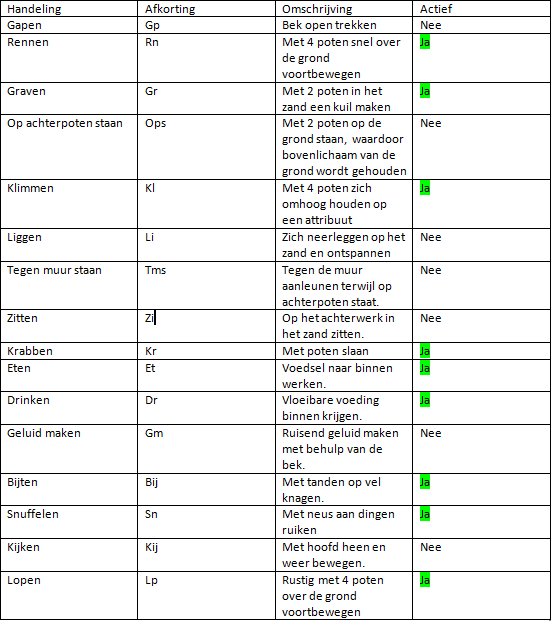 Handeling Afkorting Omschrijving Actief
Gapen Gp Bek open trekken Nee
Rennen Rn Met 4 poten snel over Ja
de grond
voortbewegen
Graven Gr Met 2 poten in het Ja
zand een kuil maken
Op achterpoten staan Ops Met 2 poten op de Nee
grond staan, waardoor
bovenlichaam van de
grond wordt gehouden
Klimmen Kl Met 4 poten zich Ja
omhoog houden op
een attribuut
Liggen Li Zich neerleggen op het Nee
zand en ontspannen
Tegen muur staan Tms Tegen de muur Nee
aanleunen terwijl op
achterpoten staat.
Zitten Zi Op het achterwerk in Nee
het zand zitten.
Krabben Kr Met poten slaan Ja
Eten Et Voedsel naar binnen Ja
werken.
Drinken Dr Vloeibare voeding Ja
binnen krijgen.
Geluid maken Gm Ruisend geluid maken Nee
met behulp van de
bek.
Bijten Bij Met tanden op vel Ja
knagen.
Snuffelen Sn Met neus aan dingen Ja
ruiken
Kijken Kij Met hoofd heen en Nee
weer bewegen.
Lopen Lp Rustig met 4 poten Ja
over de grond
voortbewegen